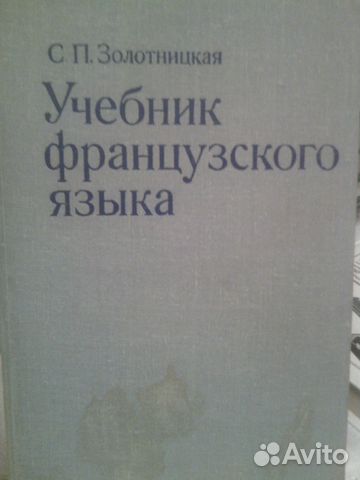 С. П. Золотницкая
Учебник
французского
языка
Avito